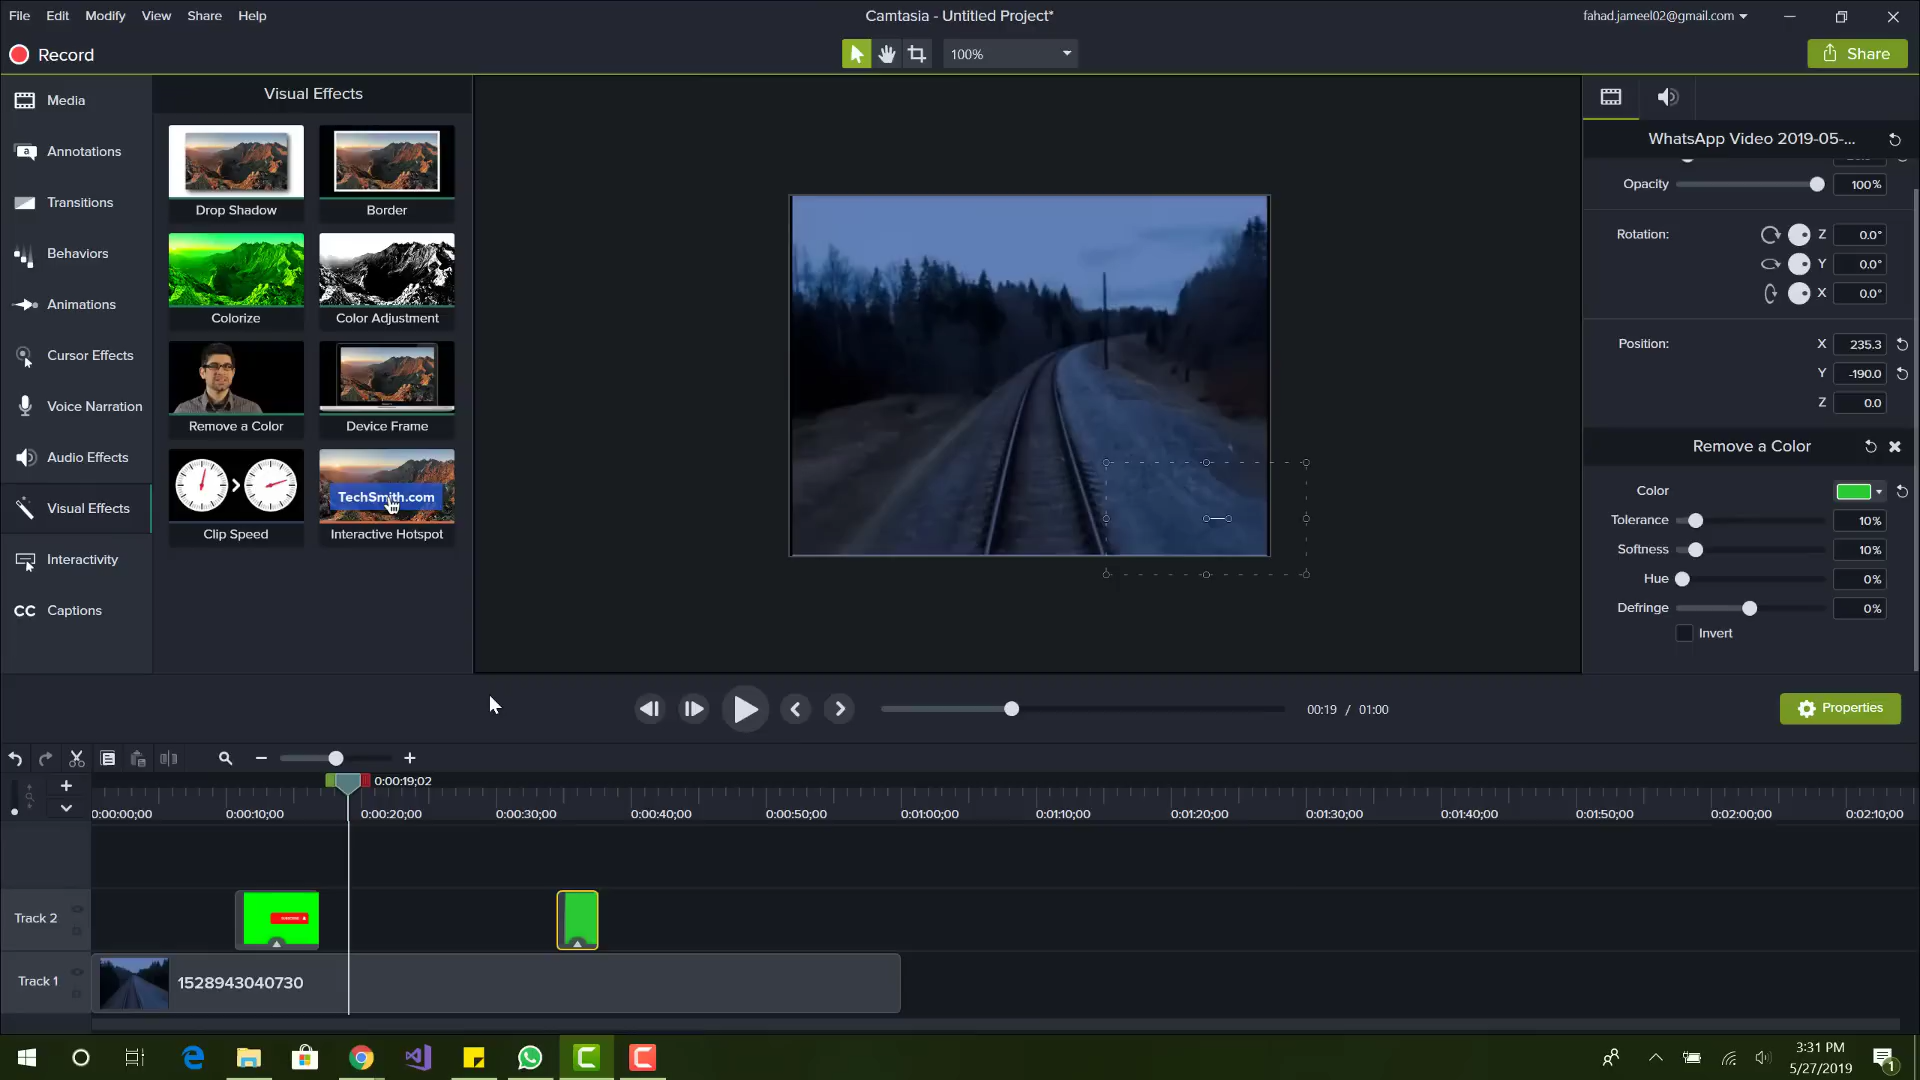 File Edit Modify View Share Help
Camtasia - Untitled Project*
fahad.jameel02@gmail.com
Record
100%
Share
Media
Annotations
Transitions
Behaviors
Animations
Cursor Effects
Voice Narration
Audio Effects
Visual Effects
Interactivity
CC Captions
Visual Effects
Drop Shadow
Border
Colorize
Color Adjustment
Remove a Color
Device Frame
TechSmith.com
Clip Speed
Interactive Hotspot
WhatsApp Video 2019-05-...
Opacity 100%
Rotation: Z 0.0°
Y 0.0°
X 0.0°
Position: X 235.3
Y -190.0
Z 0.0
Remove a Color
Color
Tolerance 10%
Softness 10%
Hue 0%
Defringe 0%
Invert
00:19 / 01:00
Properties
0:00:19;02
0:00:00;00 0:00:10;00 0:00:20;00 0:00:30;00 0:00:40;00 0:00:50;00 0:01:00;00 0:01:10;00 0:01:20;00 0:01:30;00 0:01:40;00 0:01:50;00 0:02:00;00 0:02:10;00
Track 2
Track 1
1528943040730
3:31 PM
5/27/2019
1